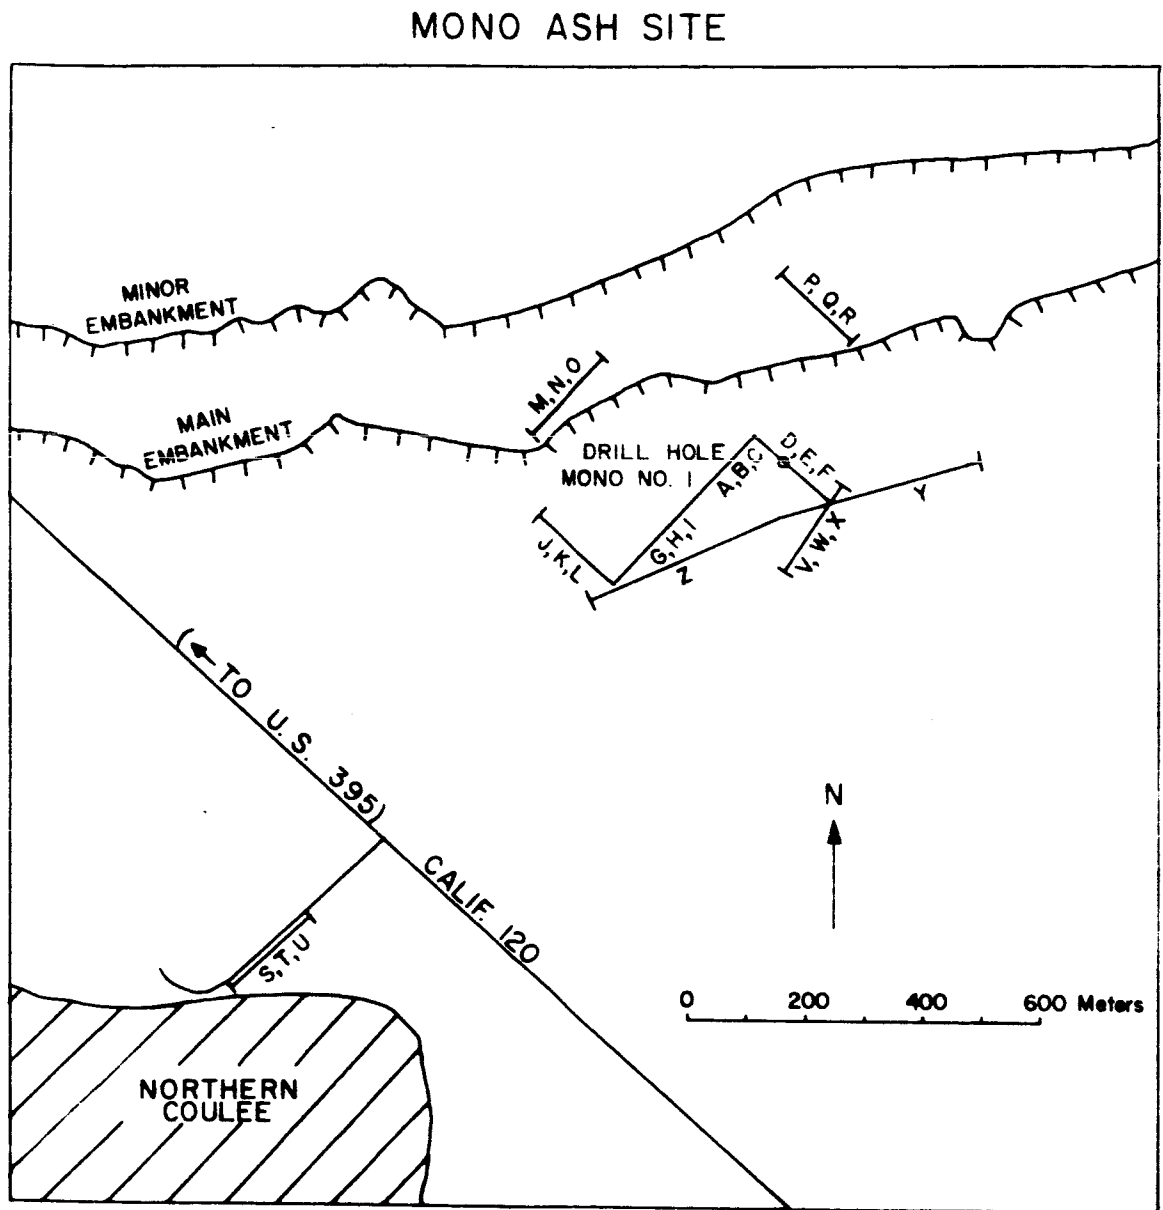 MONO ASH SITE
MINOR
EMBANKMENT
P, Q, R
M, N, O
MAIN
EMBANKMENT
DRILL HOLE
MONO NO. 1
A, B, C
D, E, F
Y
G, H, I
J, K, L
Z
V, W, X
(← TO U. S. 395)
CALIF. 120
N
S, T, U
0 200 400 600 Meters
NORTHERN
COULEE